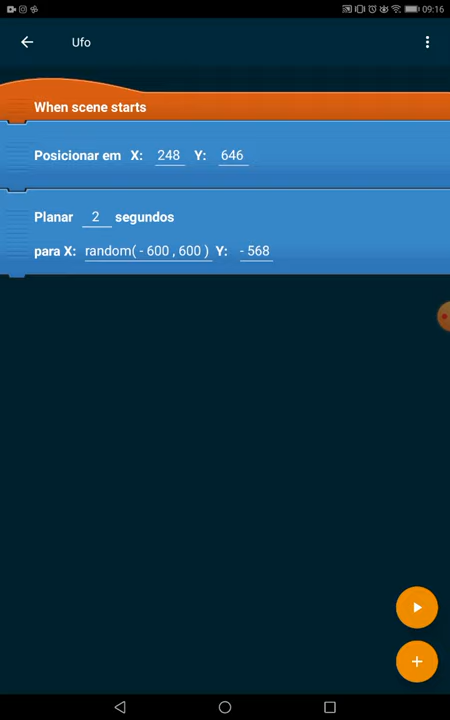 09:16
Ufo
When scene starts
Posicionar em X: 248 Y: 646
Planar 2 segundos
para X: random( - 600 , 600 ) Y: - 568